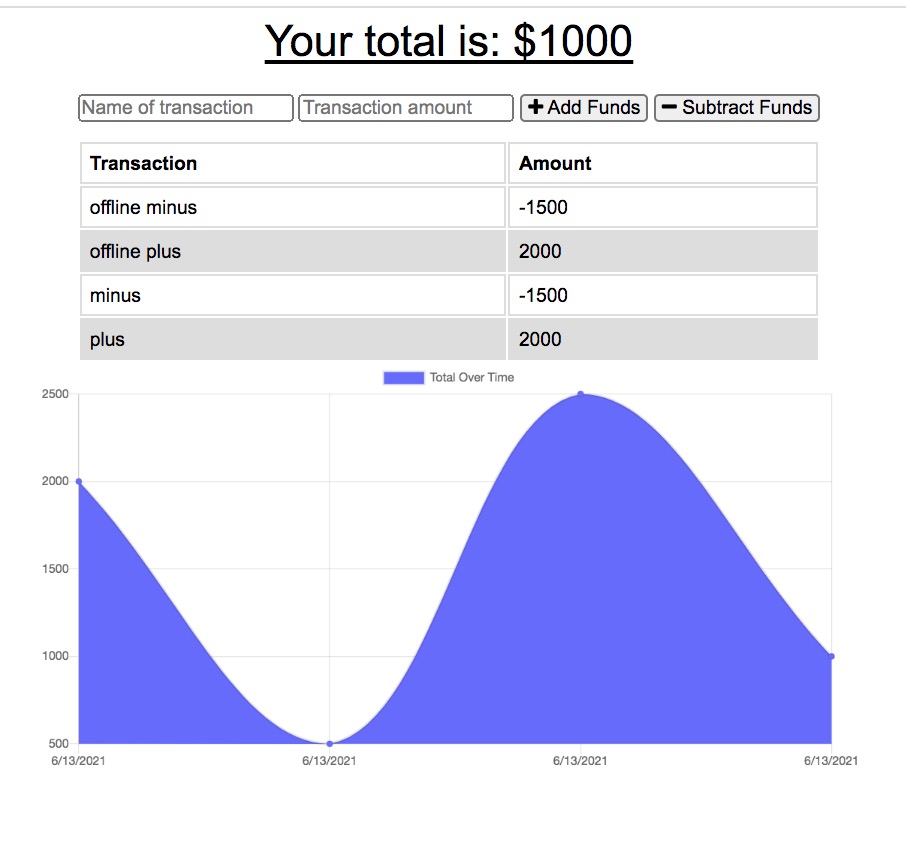 Your total is: $1000
Name of transaction Transaction amount + Add Funds − Subtract Funds
Transaction Amount
offline minus -1500
offline plus 2000
minus -1500
plus 2000
Total Over Time
2500
2000
1500
1000
500
6/13/2021 6/13/2021 6/13/2021 6/13/2021